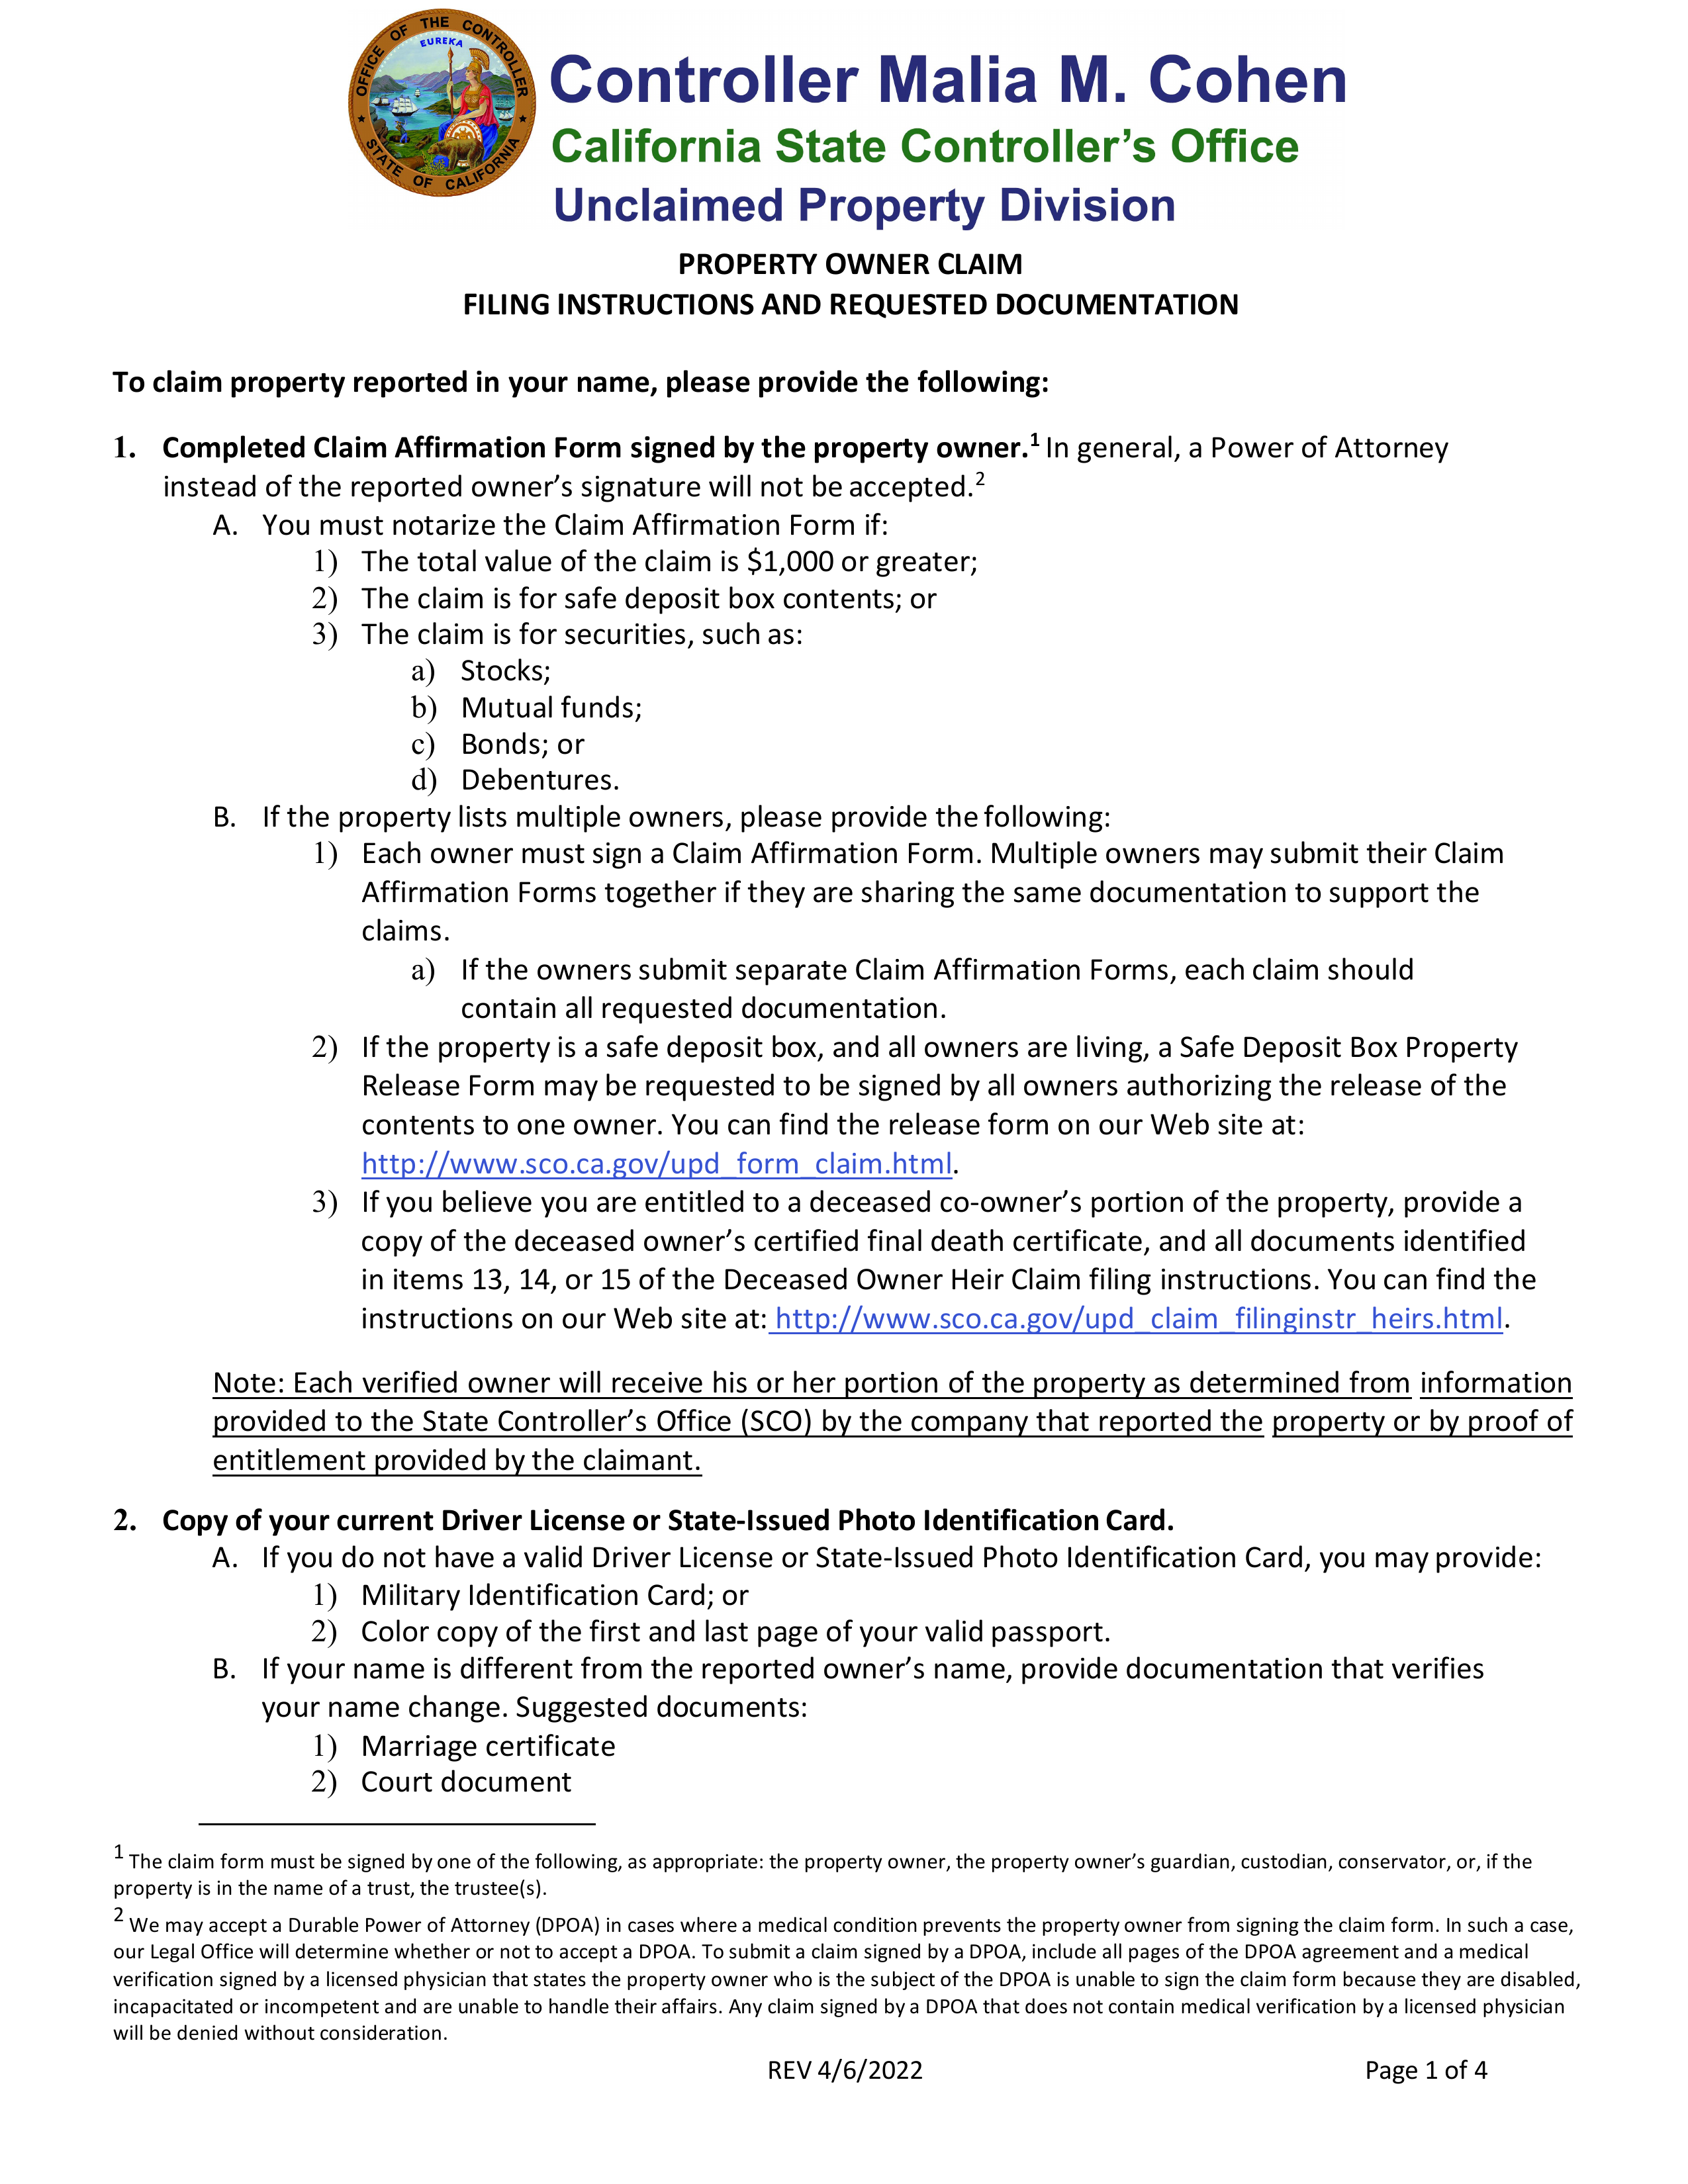 OFFICE OF THE CONTROLLER
EUREKA
STATE OF CALIFORNIA
Controller Malia M. Cohen
California State Controller’s Office
Unclaimed Property Division
PROPERTY OWNER CLAIM
FILING INSTRUCTIONS AND REQUESTED DOCUMENTATION
To claim property reported in your name, please provide the following:
1. Completed Claim Affirmation Form signed by the property owner.¹ In general, a Power of Attorney
instead of the reported owner’s signature will not be accepted.²
A. You must notarize the Claim Affirmation Form if:
1) The total value of the claim is $1,000 or greater;
2) The claim is for safe deposit box contents; or
3) The claim is for securities, such as:
a) Stocks;
b) Mutual funds;
c) Bonds; or
d) Debentures.
B. If the property lists multiple owners, please provide the following:
1) Each owner must sign a Claim Affirmation Form. Multiple owners may submit their Claim
Affirmation Forms together if they are sharing the same documentation to support the
claims.
a) If the owners submit separate Claim Affirmation Forms, each claim should
contain all requested documentation.
2) If the property is a safe deposit box, and all owners are living, a Safe Deposit Box Property
Release Form may be requested to be signed by all owners authorizing the release of the
contents to one owner. You can find the release form on our Web site at:
http://www.sco.ca.gov/upd_form_claim.html.
3) If you believe you are entitled to a deceased co-owner’s portion of the property, provide a
copy of the deceased owner’s certified final death certificate, and all documents identified
in items 13, 14, or 15 of the Deceased Owner Heir Claim filing instructions. You can find the
instructions on our Web site at: http://www.sco.ca.gov/upd_claim_filinginstr_heirs.html.
Note: Each verified owner will receive his or her portion of the property as determined from information
provided to the State Controller’s Office (SCO) by the company that reported the property or by proof of
entitlement provided by the claimant.
2. Copy of your current Driver License or State-Issued Photo Identification Card.
A. If you do not have a valid Driver License or State-Issued Photo Identification Card, you may provide:
1) Military Identification Card; or
2) Color copy of the first and last page of your valid passport.
B. If your name is different from the reported owner’s name, provide documentation that verifies
your name change. Suggested documents:
1) Marriage certificate
2) Court document
¹ The claim form must be signed by one of the following, as appropriate: the property owner, the property owner’s guardian, custodian, conservator, or, if the
property is in the name of a trust, the trustee(s).
² We may accept a Durable Power of Attorney (DPOA) in cases where a medical condition prevents the property owner from signing the claim form. In such a case,
our Legal Office will determine whether or not to accept a DPOA. To submit a claim signed by a DPOA, include all pages of the DPOA agreement and a medical
verification signed by a licensed physician that states the property owner who is the subject of the DPOA is unable to sign the claim form because they are disabled,
incapacitated or incompetent and are unable to handle their affairs. Any claim signed by a DPOA that does not contain medical verification by a licensed physician
will be denied without consideration.
REV 4/6/2022
Page 1 of 4